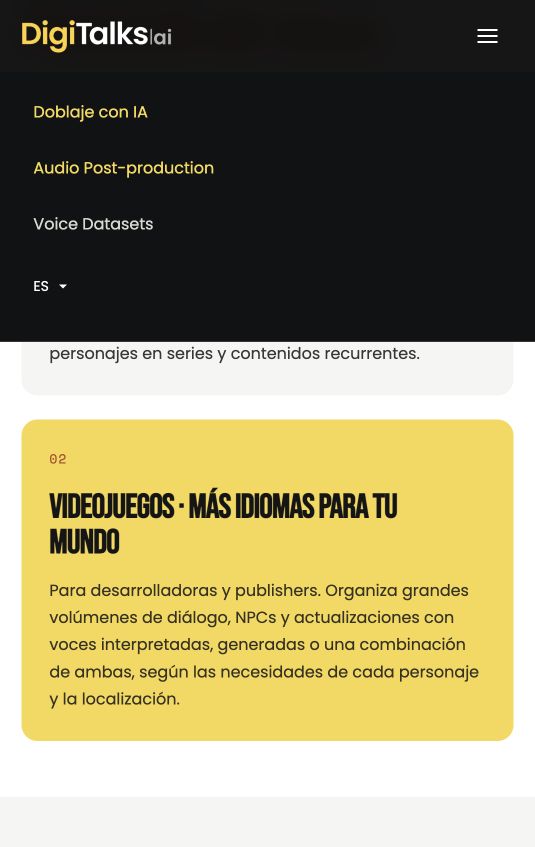 DigiTalks|ai
Doblaje con IA
Audio Post-production
Voice Datasets
ES
personajes en series y contenidos recurrentes.
02
VIDEOJUEGOS · MÁS IDIOMAS PARA TU
MUNDO
Para desarrolladoras y publishers. Organiza grandes
volúmenes de diálogo, NPCs y actualizaciones con
voces interpretadas, generadas o una combinación
de ambas, según las necesidades de cada personaje
y la localización.